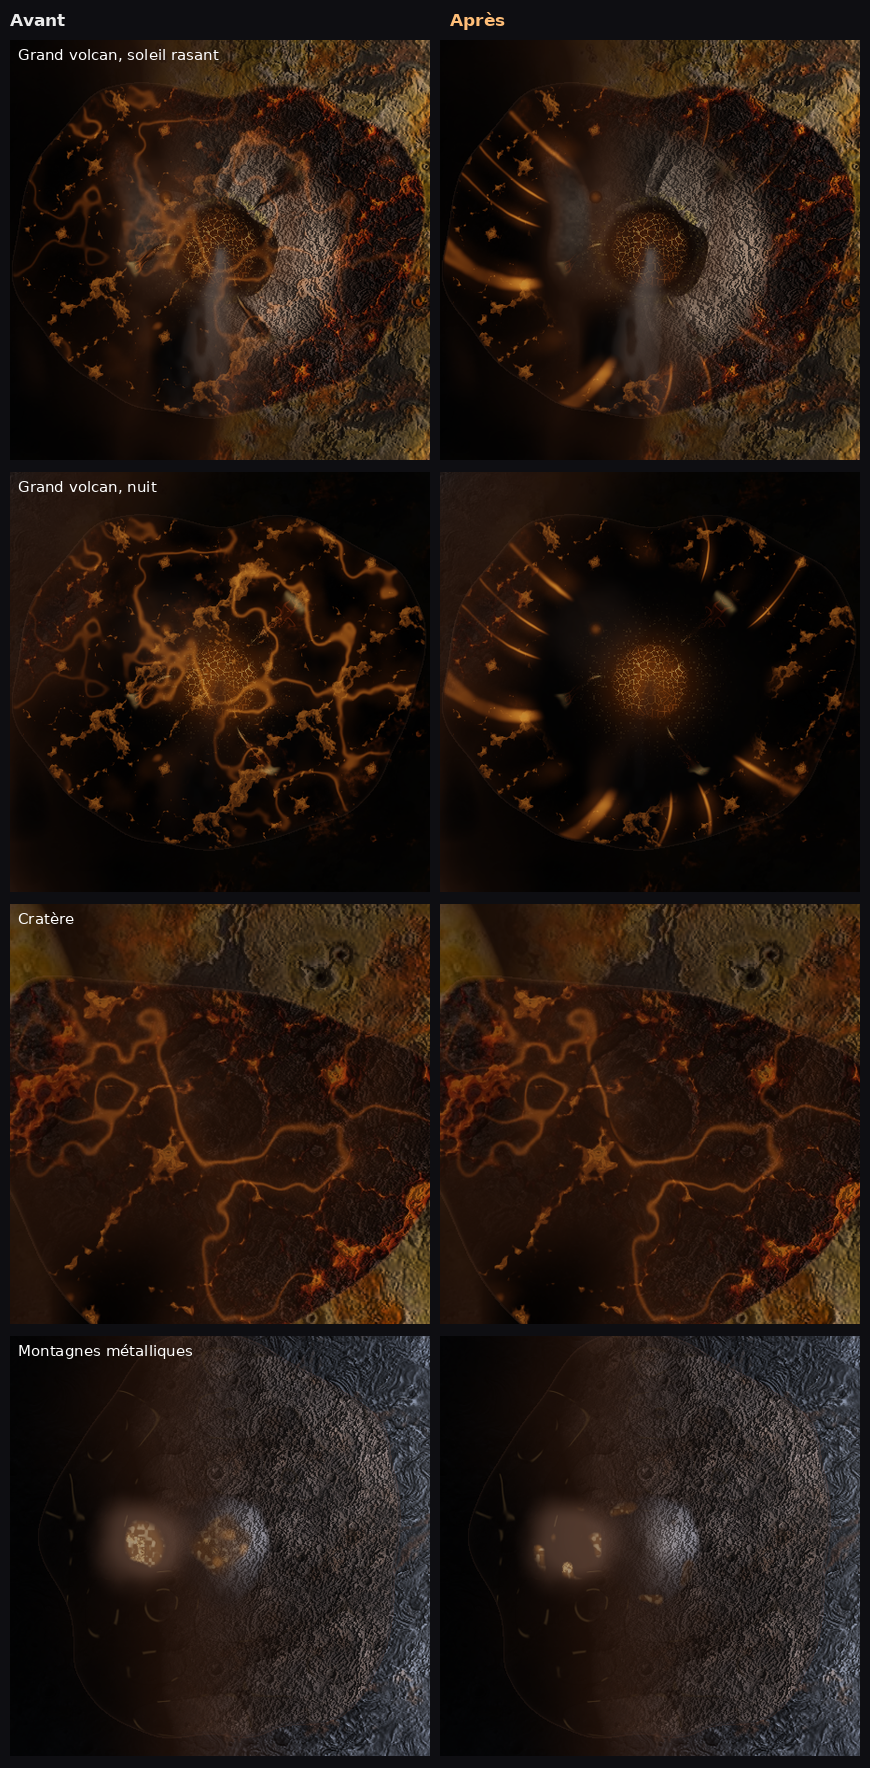 Avant
Après
Grand volcan, soleil rasant
Grand volcan, nuit
Cratère
Montagnes métalliques